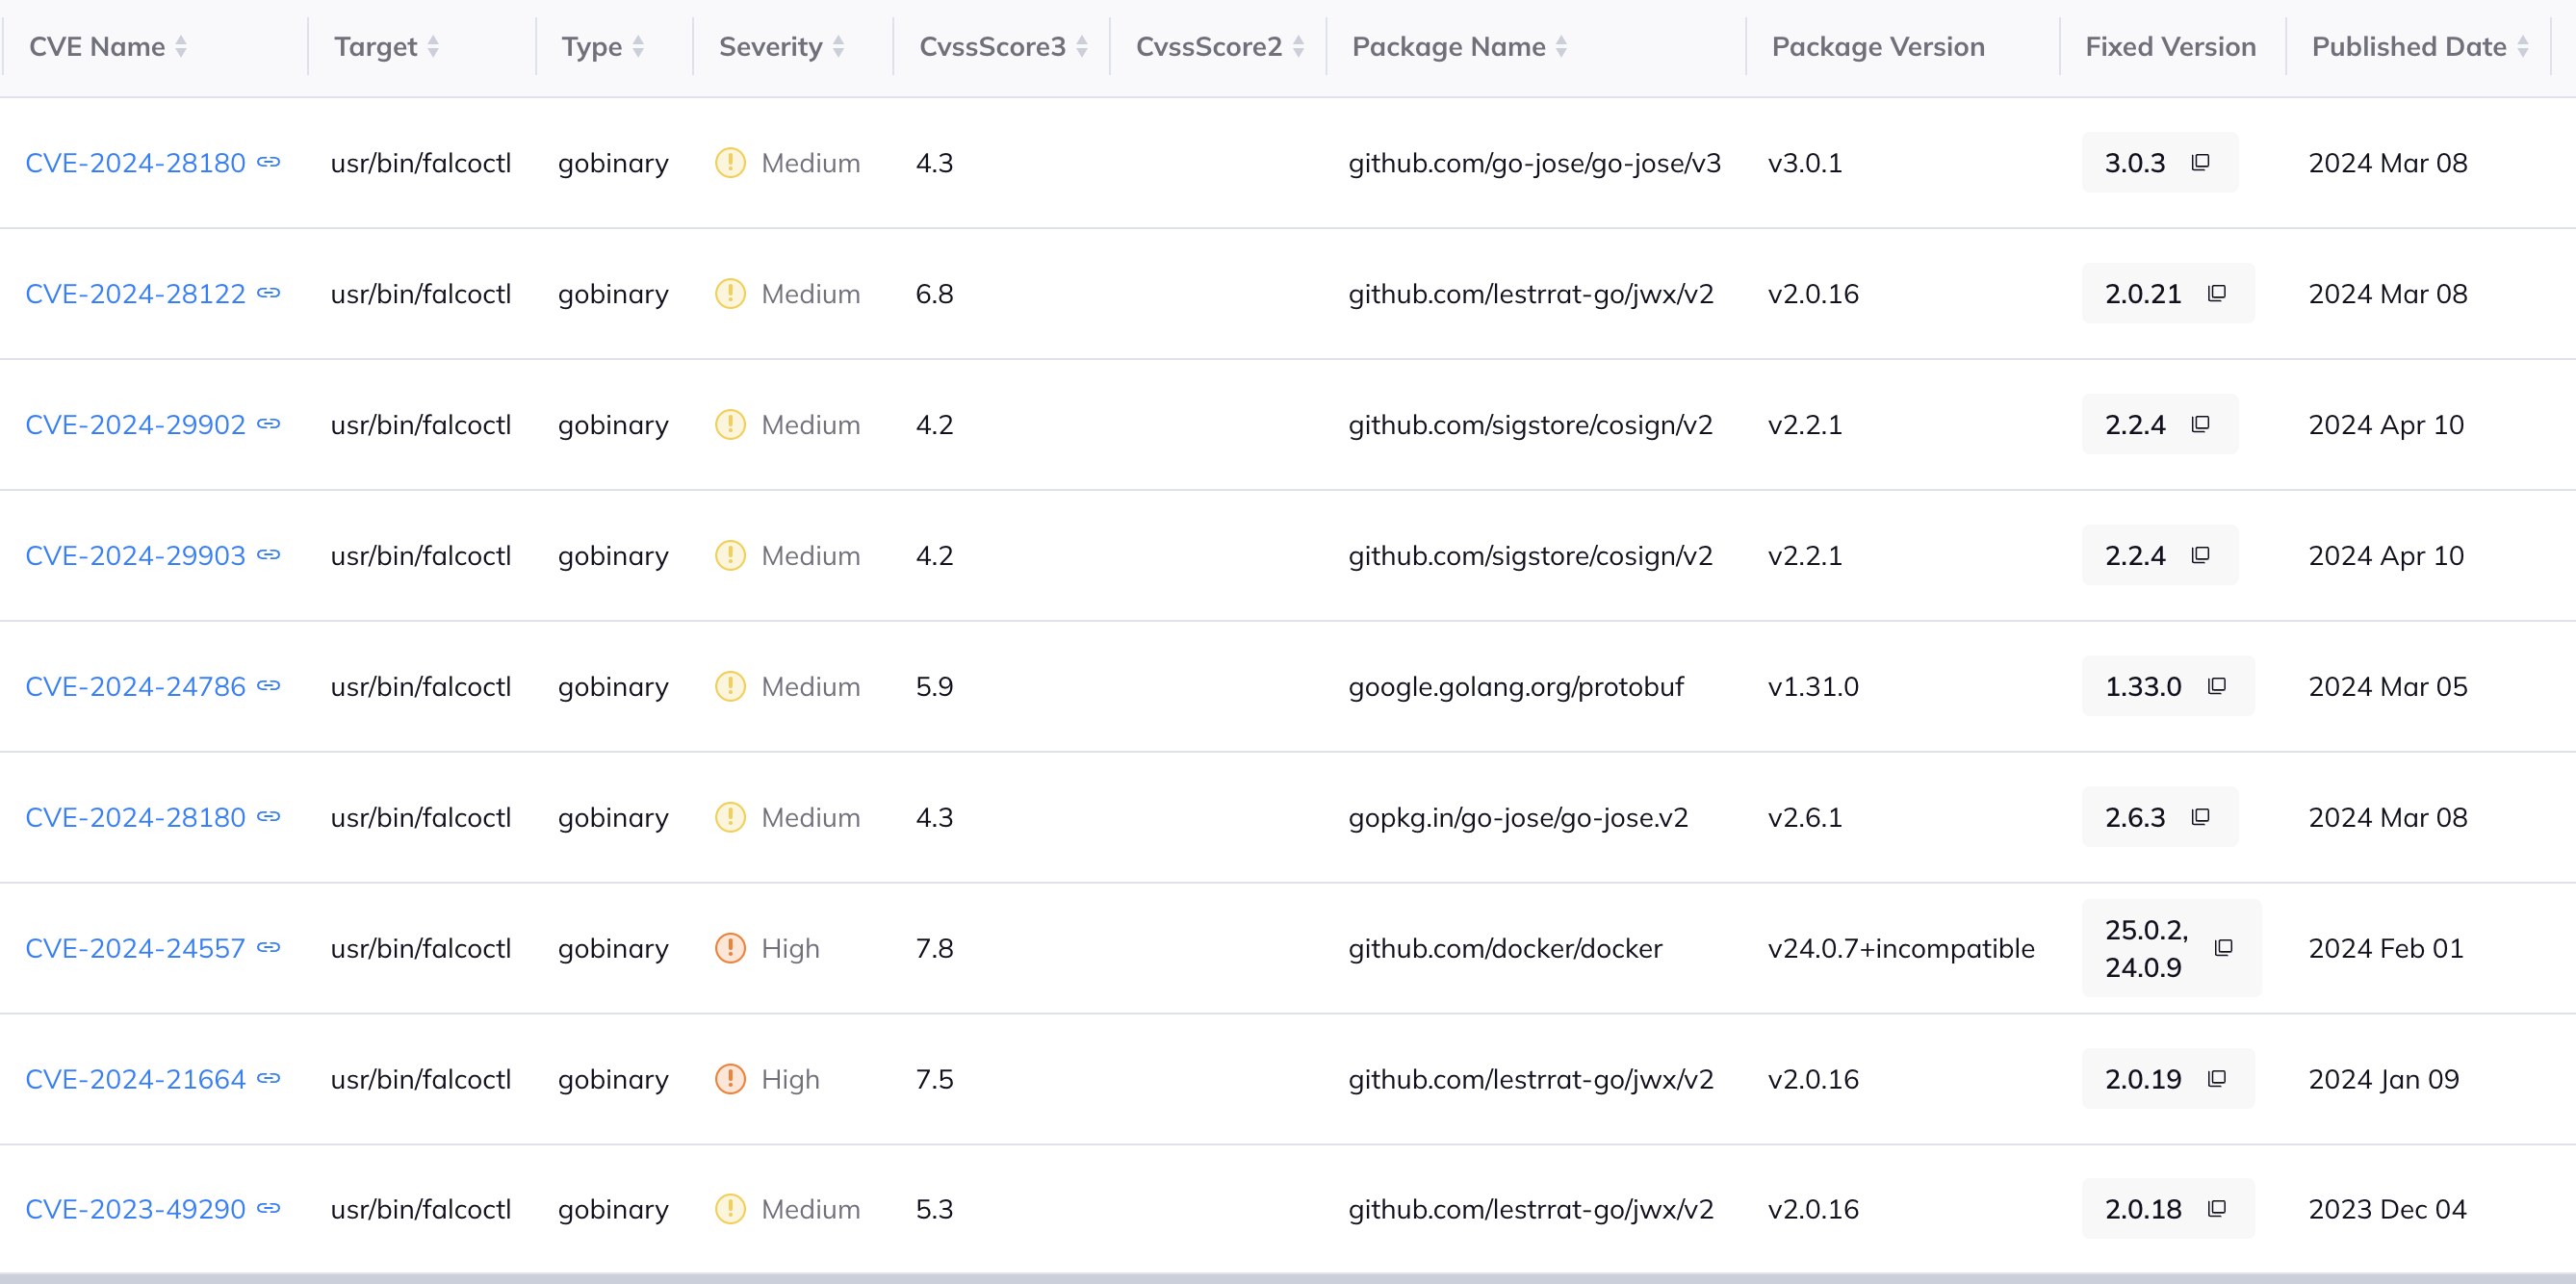 CVE Name Target Type Severity CvssScore3 CvssScore2 Package Name Package Version Fixed Version Published Date
CVE-2024-28180 usr/bin/falcoctl gobinary Medium 4.3 github.com/go-jose/go-jose/v3 v3.0.1 3.0.3 2024 Mar 08
CVE-2024-28122 usr/bin/falcoctl gobinary Medium 6.8 github.com/lestrrat-go/jwx/v2 v2.0.16 2.0.21 2024 Mar 08
CVE-2024-29902 usr/bin/falcoctl gobinary Medium 4.2 github.com/sigstore/cosign/v2 v2.2.1 2.2.4 2024 Apr 10
CVE-2024-29903 usr/bin/falcoctl gobinary Medium 4.2 github.com/sigstore/cosign/v2 v2.2.1 2.2.4 2024 Apr 10
CVE-2024-24786 usr/bin/falcoctl gobinary Medium 5.9 google.golang.org/protobuf v1.31.0 1.33.0 2024 Mar 05
CVE-2024-28180 usr/bin/falcoctl gobinary Medium 4.3 gopkg.in/go-jose/go-jose.v2 v2.6.1 2.6.3 2024 Mar 08
CVE-2024-24557 usr/bin/falcoctl gobinary High 7.8 github.com/docker/docker v24.0.7+incompatible 25.0.2, 24.0.9 2024 Feb 01
CVE-2024-21664 usr/bin/falcoctl gobinary High 7.5 github.com/lestrrat-go/jwx/v2 v2.0.16 2.0.19 2024 Jan 09
CVE-2023-49290 usr/bin/falcoctl gobinary Medium 5.3 github.com/lestrrat-go/jwx/v2 v2.0.16 2.0.18 2023 Dec 04